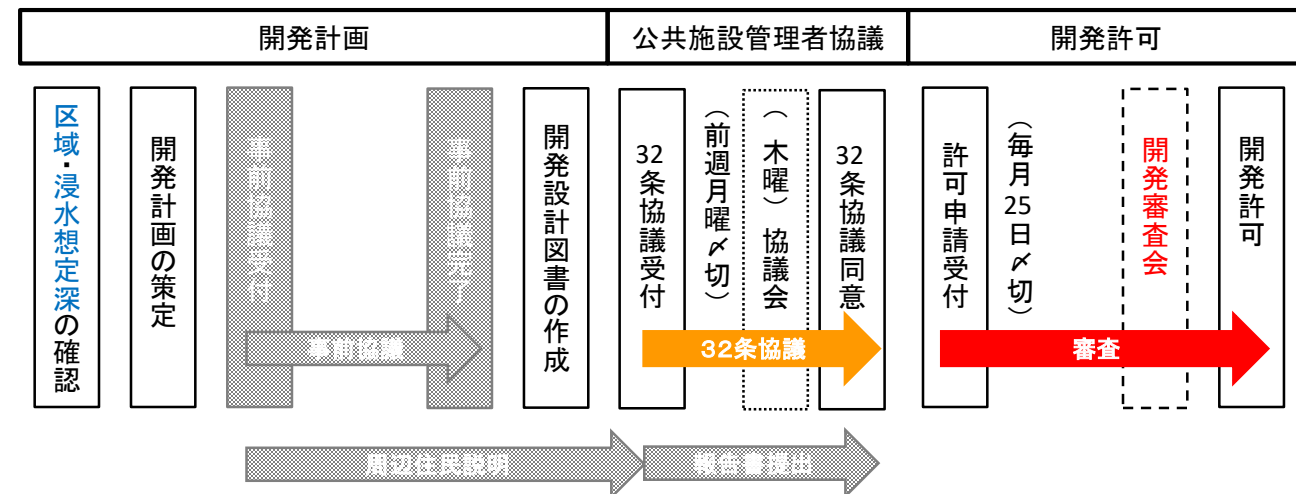 開発計画
公共施設管理者協議
開発許可
区域・浸水想定深の確認
開発計画の策定
事前協議受付
事前協議完了
開発設計図書の作成
32条協議受付
（前週月曜〆切）
（木曜）協議会
32条協議同意
許可申請受付
（毎月25日〆切）
開発審査会
開発許可
事前協議
32条協議
審査
周辺住民説明
報告書提出